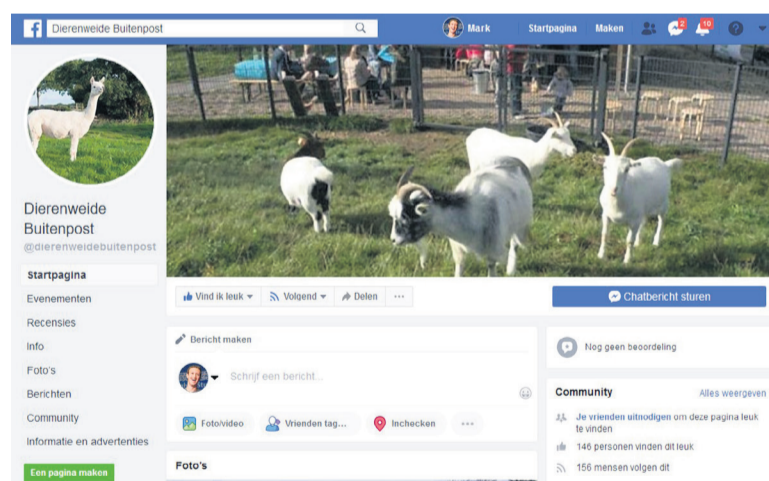 Dierenweide Buitenpost
Mark
Startpagina
Maken
2
10
Dierenweide
Buitenpost
@dierenweidebuitenpost
Startpagina
Evenementen
Recensies
Info
Foto's
Berichten
Community
Informatie en advertenties
Een pagina maken
Vind ik leuk
Volgend
Delen
Chatbericht sturen
Bericht maken
Schrijf een bericht...
Foto/video
Vrienden tag...
Inchecken
Foto's
Nog geen beoordeling
Community
Alles weergeven
Je vrienden uitnodigen om deze pagina leuk
te vinden
146 personen vinden dit leuk
156 mensen volgen dit